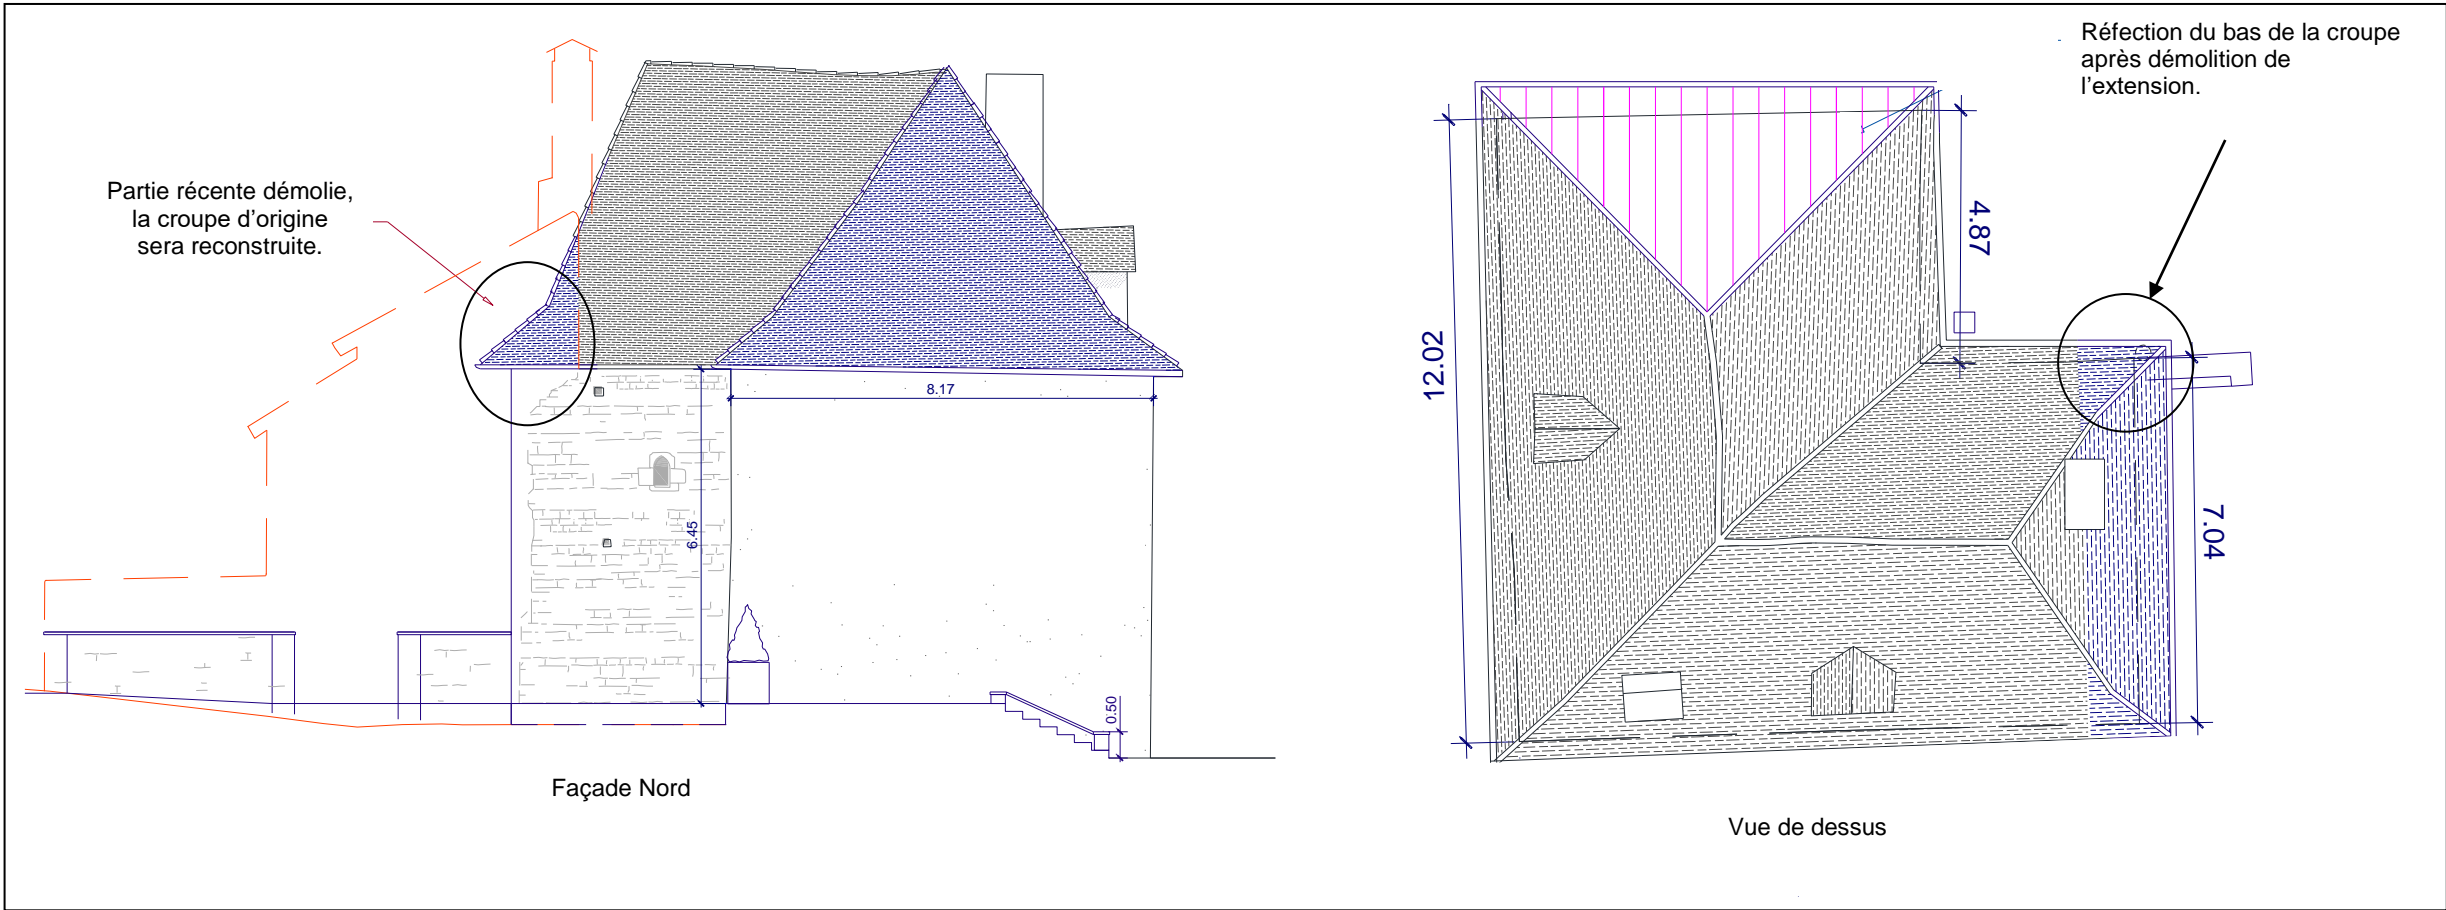 Partie récente démolie,
la croupe d'origine
sera reconstruite.
8.17
6.45
0.50
Façade Nord
Réfection du bas de la croupe
après démolition de
l'extension.
12.02
4.87
7.04
Vue de dessus